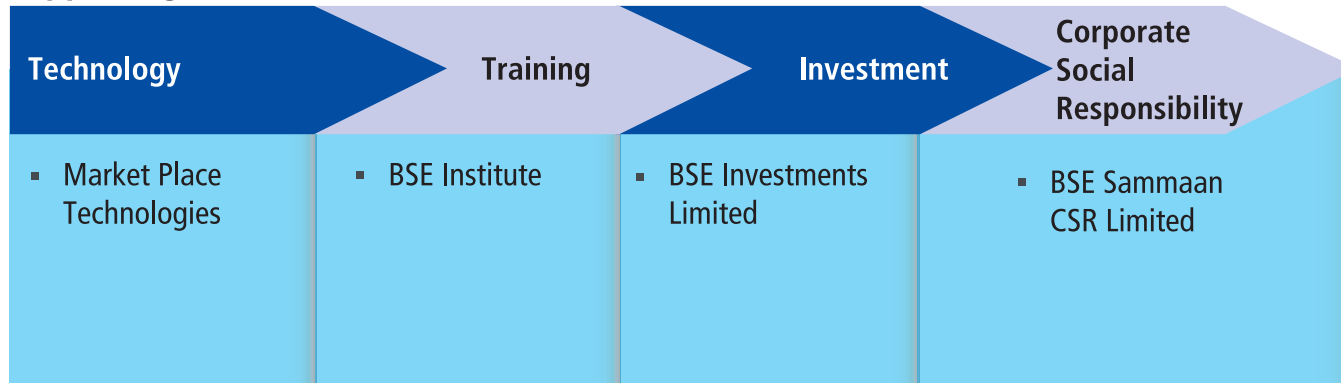 Technology
Training
Investment
Corporate
Social
Responsibility
▪ Market Place
Technologies
▪ BSE Institute
▪ BSE Investments
Limited
▪ BSE Sammaan
CSR Limited